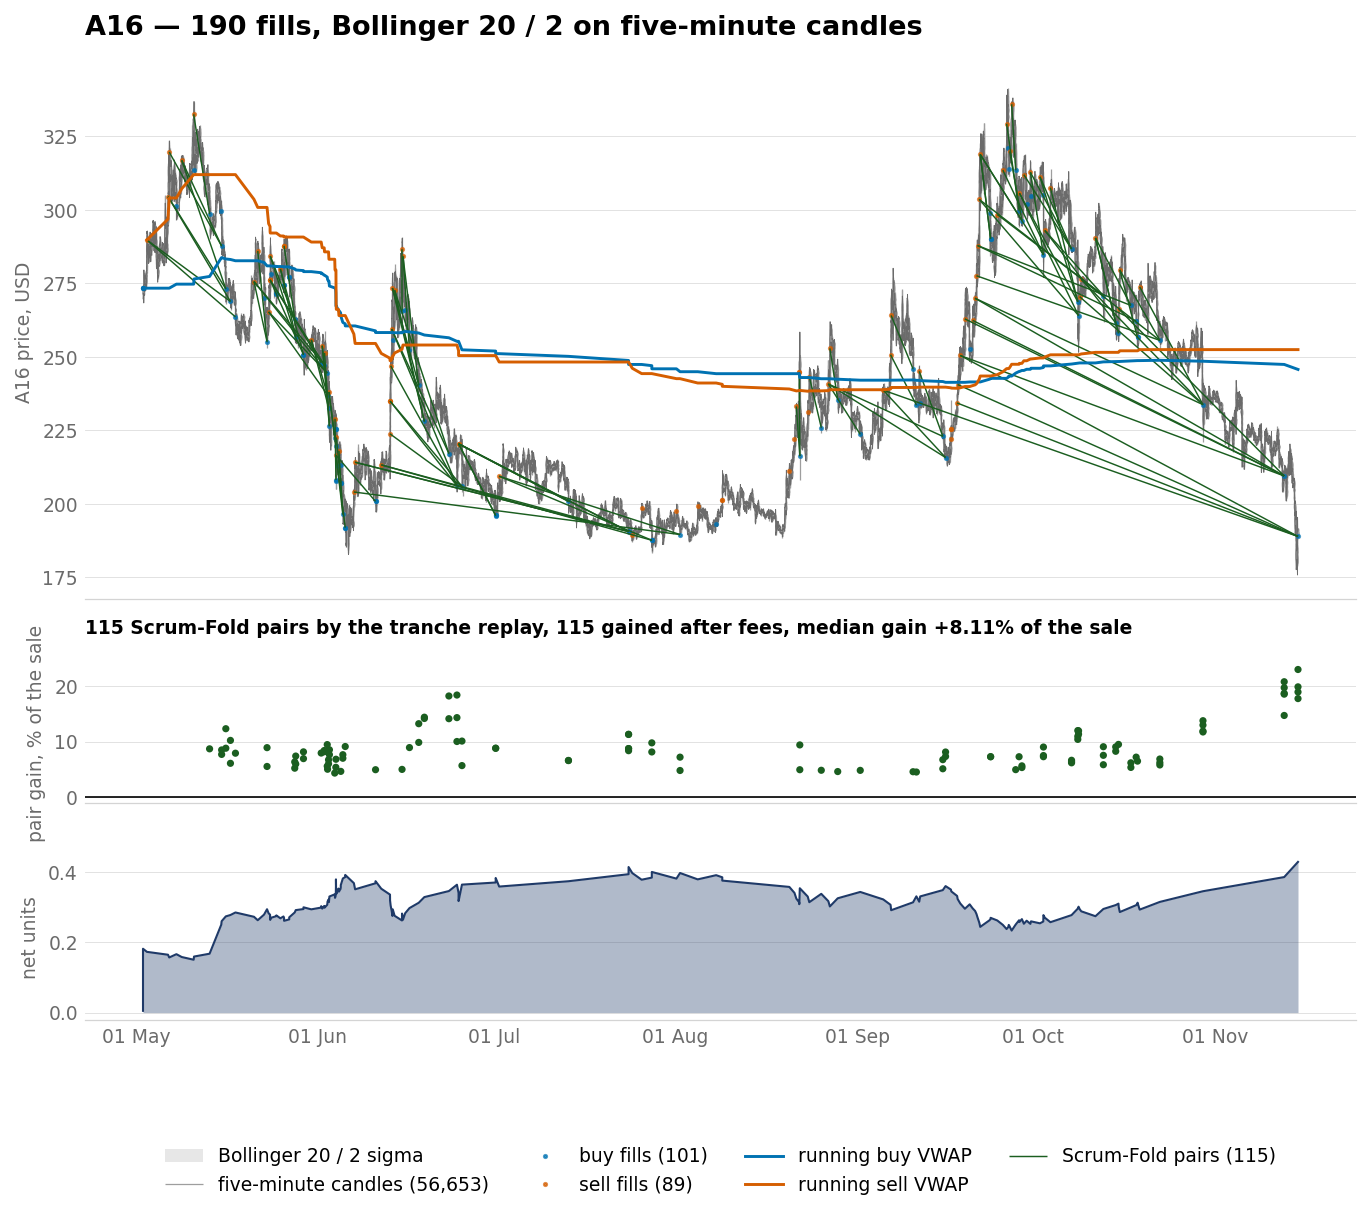 A16 — 190 fills, Bollinger 20 / 2 on five-minute candles
A16 price, USD
325
300
275
250
225
200
175
115 Scrum-Fold pairs by the tranche replay, 115 gained after fees, median gain +8.11% of the sale
pair gain, % of the sale
20
10
0
net units
0.4
0.2
0.0
01 May
01 Jun
01 Jul
01 Aug
01 Sep
01 Oct
01 Nov
Bollinger 20 / 2 sigma
five-minute candles (56,653)
buy fills (101)
sell fills (89)
running buy VWAP
running sell VWAP
Scrum-Fold pairs (115)